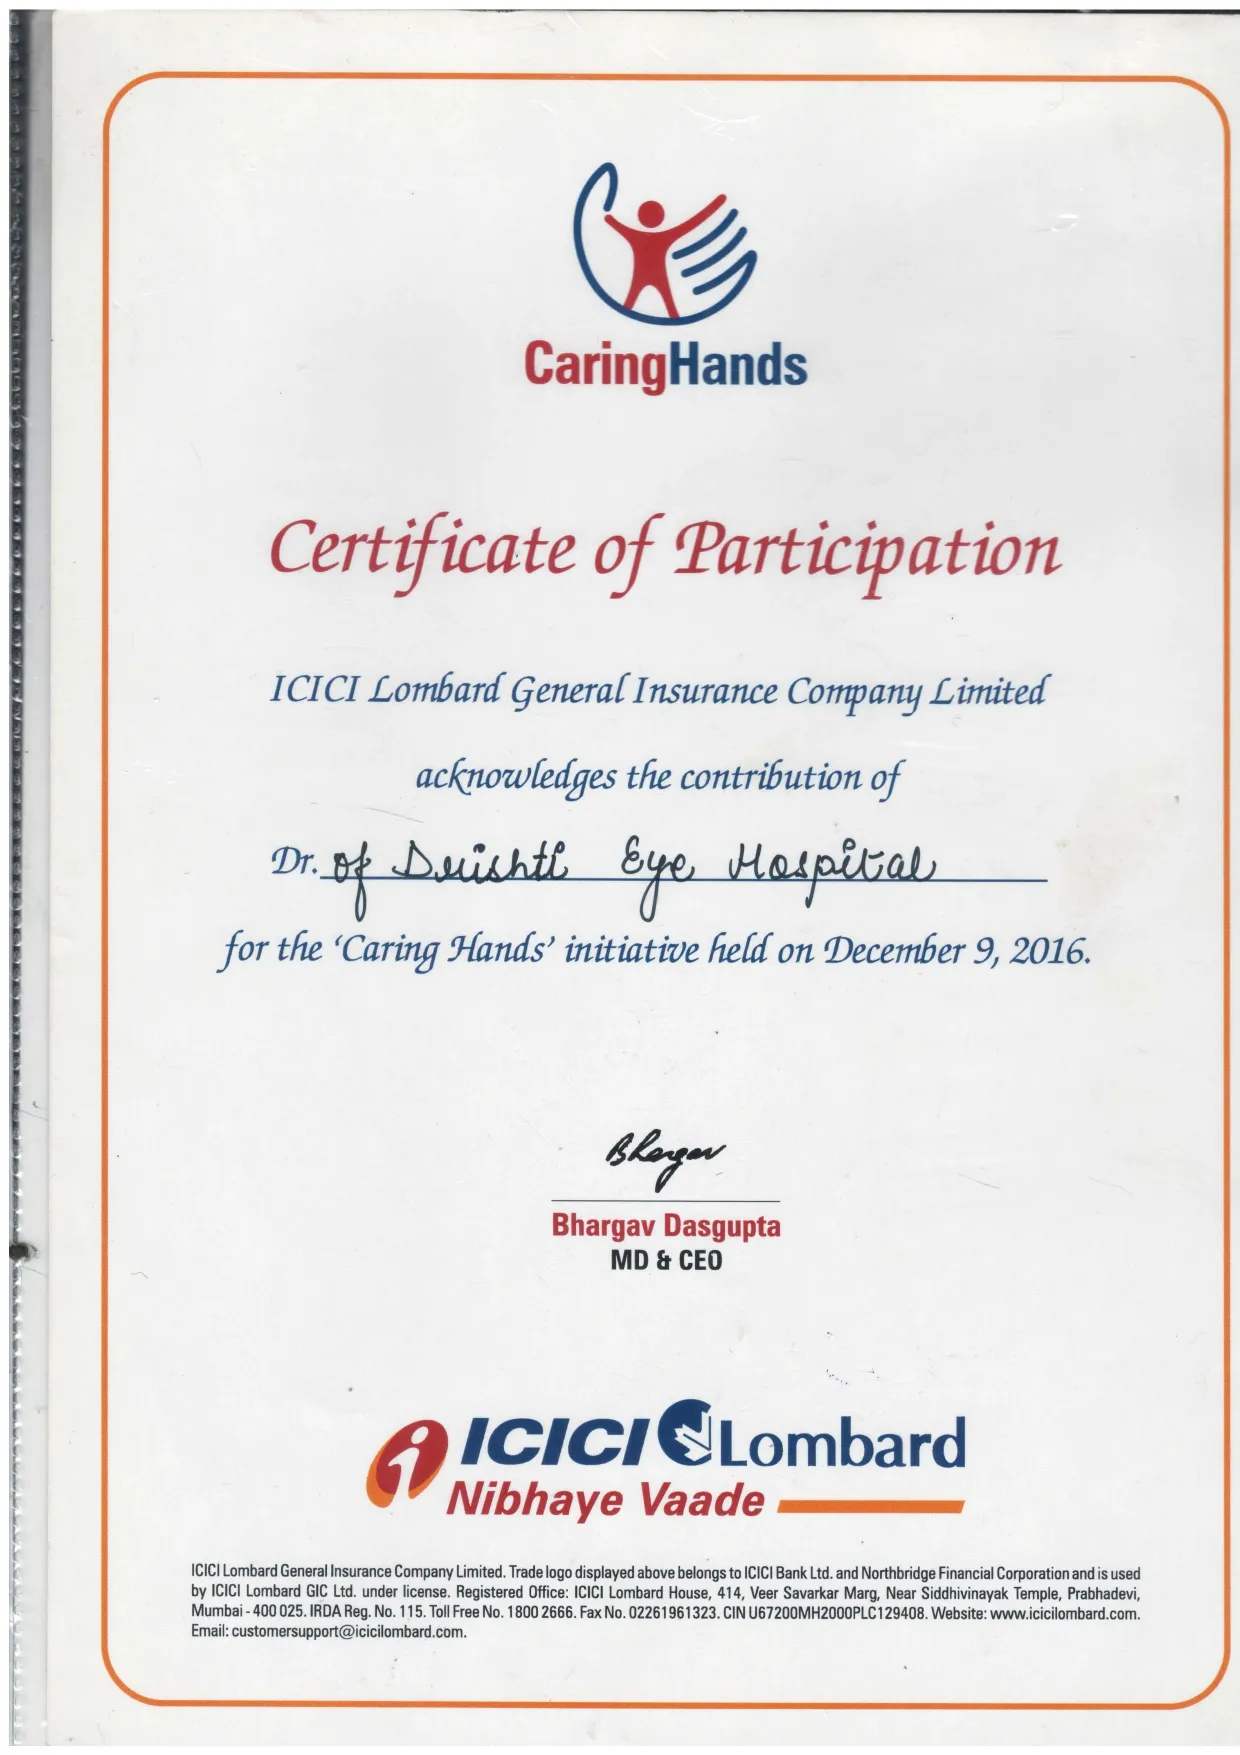 CaringHands
Certificate of Participation
ICICI Lombard General Insurance Company Limited
acknowledges the contribution of
Dr. of Drishti Eye Hospital
for the 'Caring Hands' initiative held on December 9, 2016.
Bhargav
Bhargav Dasgupta
MD & CEO
i ICICI Lombard
Nibhaye Vaade
ICICI Lombard General Insurance Company Limited. Trade logo displayed above belongs to ICICI Bank Ltd. and Northbridge Financial Corporation and is used
by ICICI Lombard GIC Ltd. under license. Registered Office: ICICI Lombard House, 414, Veer Savarkar Marg, Near Siddhivinayak Temple, Prabhadevi,
Mumbai - 400 025. IRDA Reg. No. 115. Toll Free No. 1800 2666. Fax No. 02261961323. CIN U67200MH2000PLC129408. Website: www.icicilombard.com.
Email: customersupport@icicilombard.com.